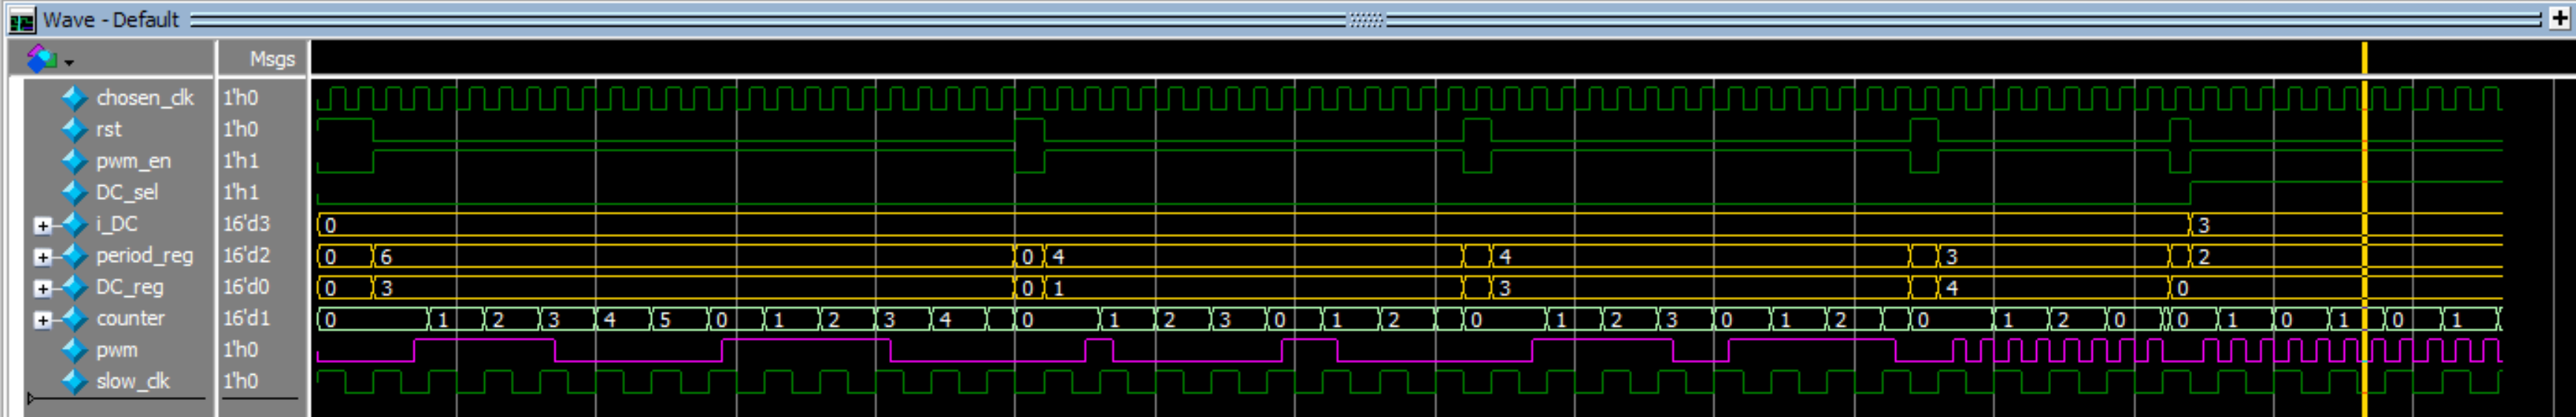 Wave - Default
Msgs
chosen_clk 1'h0
rst 1'h0
pwm_en 1'h1
DC_sel 1'h1
i_DC 16'd3 0 3
period_reg 16'd2 0 6 0 4 4 3 2
DC_reg 16'd0 0 3 0 1 3 4 0
counter 16'd1 0 1 2 3 4 5 0 1 2 3 4 0 1 2 3 0 1 2 0 1 2 3 0 1 2 0 1 2 0 0 1 0 1 0 1
pwm 1'h0
slow_clk 1'h0